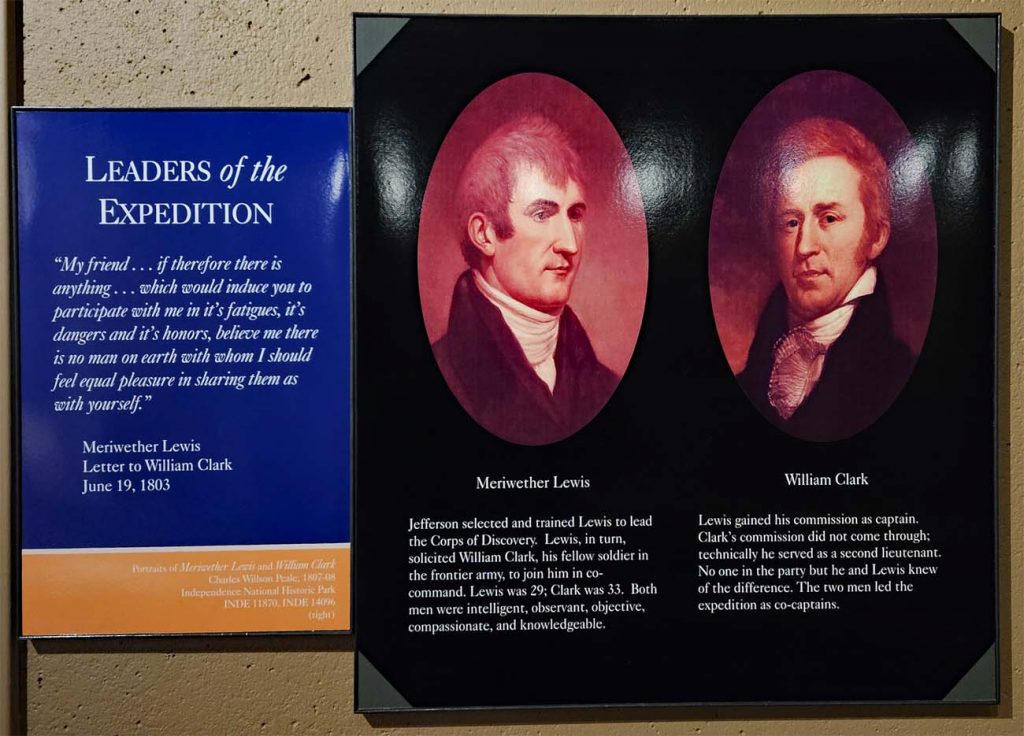 LEADERS of the
EXPEDITION
“My friend . . . if therefore there is
anything . . . which would induce you to
participate with me in it’s fatigues, it’s
dangers and it’s honors, believe me there
is no man on earth with whom I should
feel equal pleasure in sharing them as
with yourself.”
Meriwether Lewis
Letter to William Clark
June 19, 1803
Portraits of Meriwether Lewis and William Clark
Charles Willson Peale, 1807-08
Independence National Historic Park
INDE 11870, INDE 14096
(right)
Meriwether Lewis
Jefferson selected and trained Lewis to lead
the Corps of Discovery. Lewis, in turn,
solicited William Clark, his fellow soldier in
the frontier army, to join him in co-
command. Lewis was 29; Clark was 33. Both
men were intelligent, observant, objective,
compassionate, and knowledgeable.
William Clark
Lewis gained his commission as captain.
Clark’s commission did not come through;
technically he served as a second lieutenant.
No one in the party but he and Lewis knew
of the difference. The two men led the
expedition as co-captains.